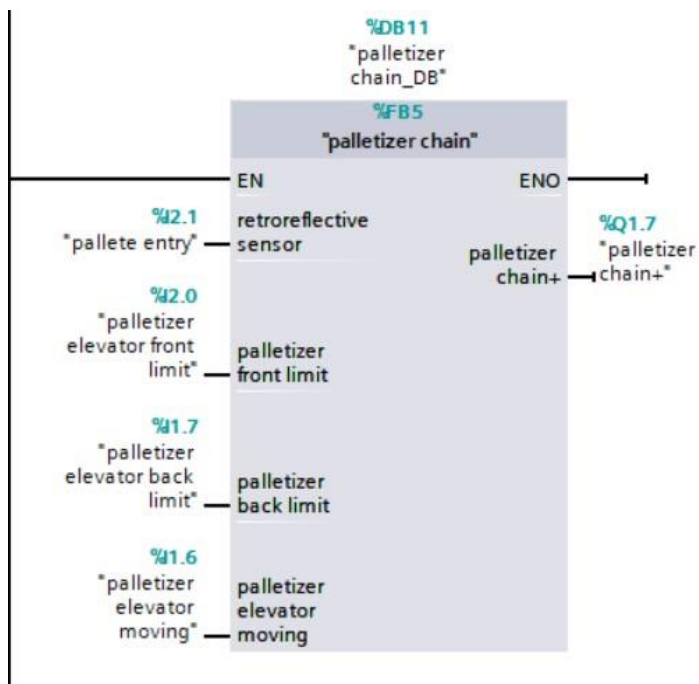 %DB11
"palletizer
chain_DB"
%FB5
"palletizer chain"
EN
ENO
%I2.1
"pallete entry"
retroreflective
sensor
%Q1.7
"palletizer
chain+"
palletizer
chain+
%I2.0
"palletizer
elevator front
limit"
palletizer
front limit
%I1.7
"palletizer
elevator back
limit"
palletizer
back limit
%I1.6
"palletizer
elevator
moving"
palletizer
elevator
moving